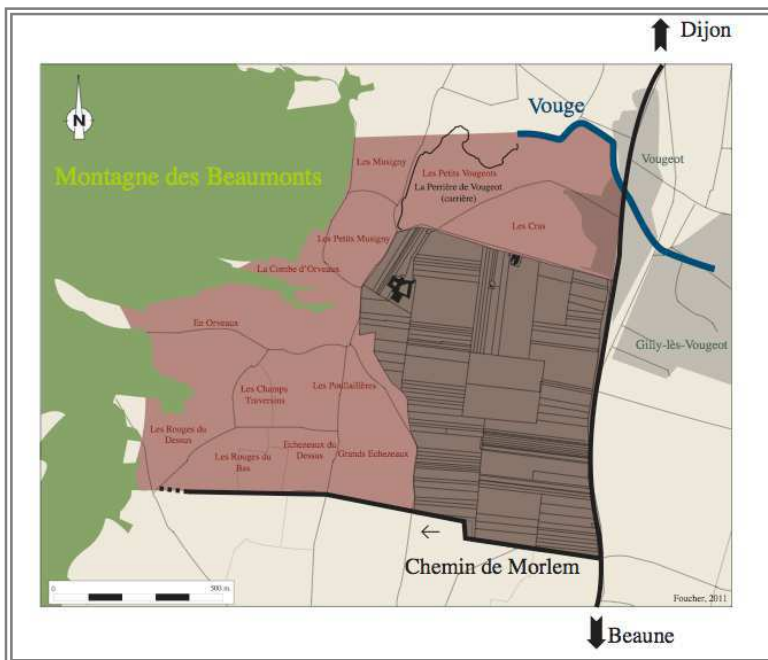 Dijon
N
Vouge
Vougeot
Les Musigny
Les Petits Vougeots
La Perrière de Vougeot
(carrière)
Montagne des Beaumonts
Les Cras
Les Petits Musigny
La Combe d'Orveaux
En Orveaux
Gilly-lès-Vougeot
Les Champs
Traversins
Les Poullaillères
Les Rouges du
Dessus
Les Rouges du
Bas
Echezeaux du
Dessus
Grands Echezeaux
Chemin de Morlem
0
500 m
Foucher, 2011
Beaune